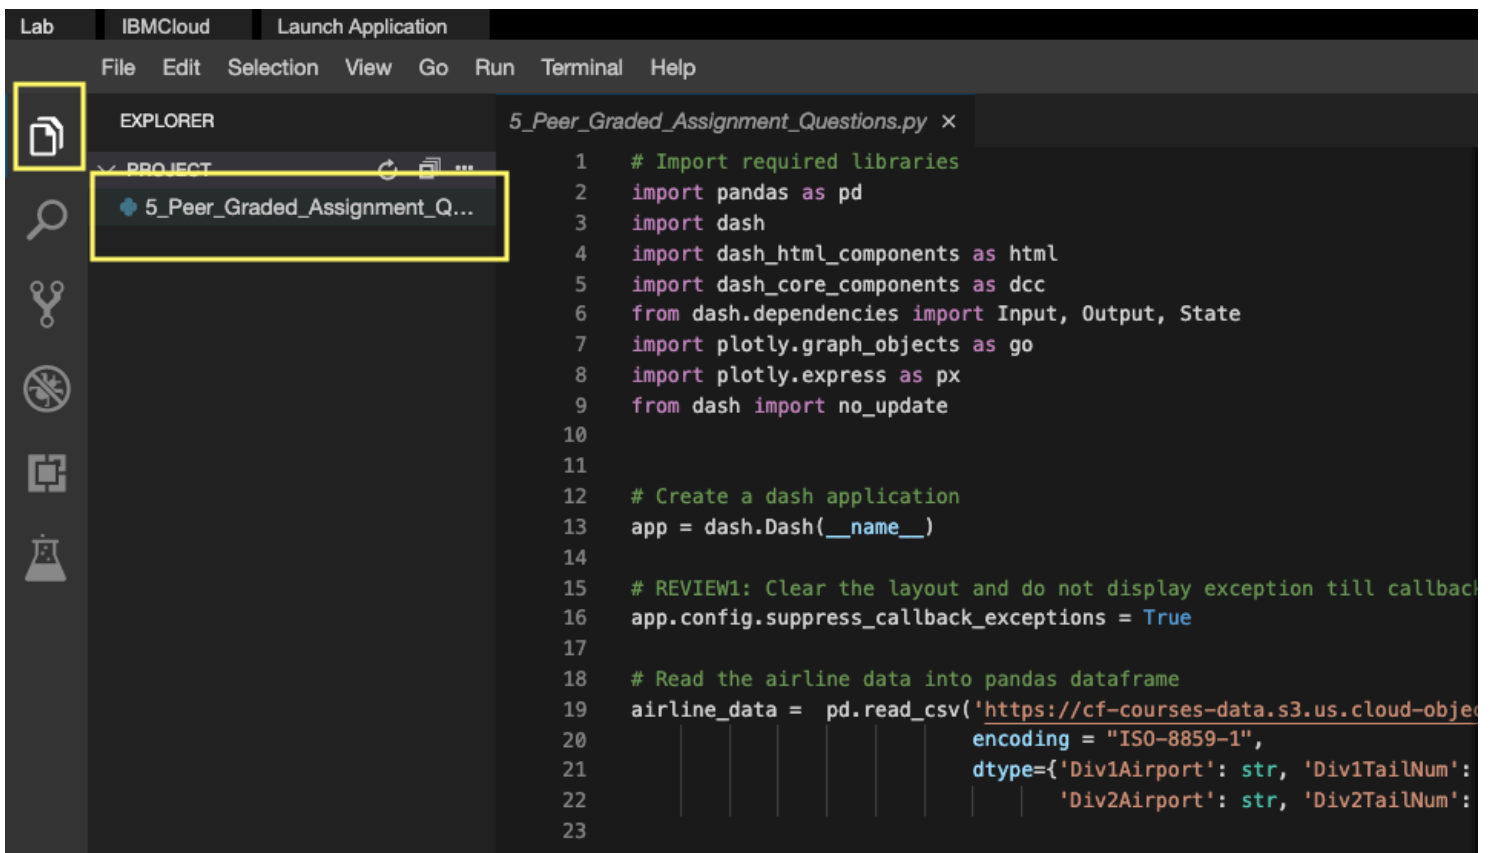 Lab IBMCloud Launch Application
File Edit Selection View Go Run Terminal Help
EXPLORER
PROJECT
5_Peer_Graded_Assignment_Q...
5_Peer_Graded_Assignment_Questions.py ×
1 # Import required libraries
2 import pandas as pd
3 import dash
4 import dash_html_components as html
5 import dash_core_components as dcc
6 from dash.dependencies import Input, Output, State
7 import plotly.graph_objects as go
8 import plotly.express as px
9 from dash import no_update
10
11
12 # Create a dash application
13 app = dash.Dash(__name__)
14
15 # REVIEW1: Clear the layout and do not display exception till callbac
16 app.config.suppress_callback_exceptions = True
17
18 # Read the airline data into pandas dataframe
19 airline_data =  pd.read_csv('https://cf-courses-data.s3.us.cloud-obje
20 encoding = "ISO-8859-1",
21 dtype={'Div1Airport': str, 'Div1TailNum':
22 'Div2Airport': str, 'Div2TailNum':
23